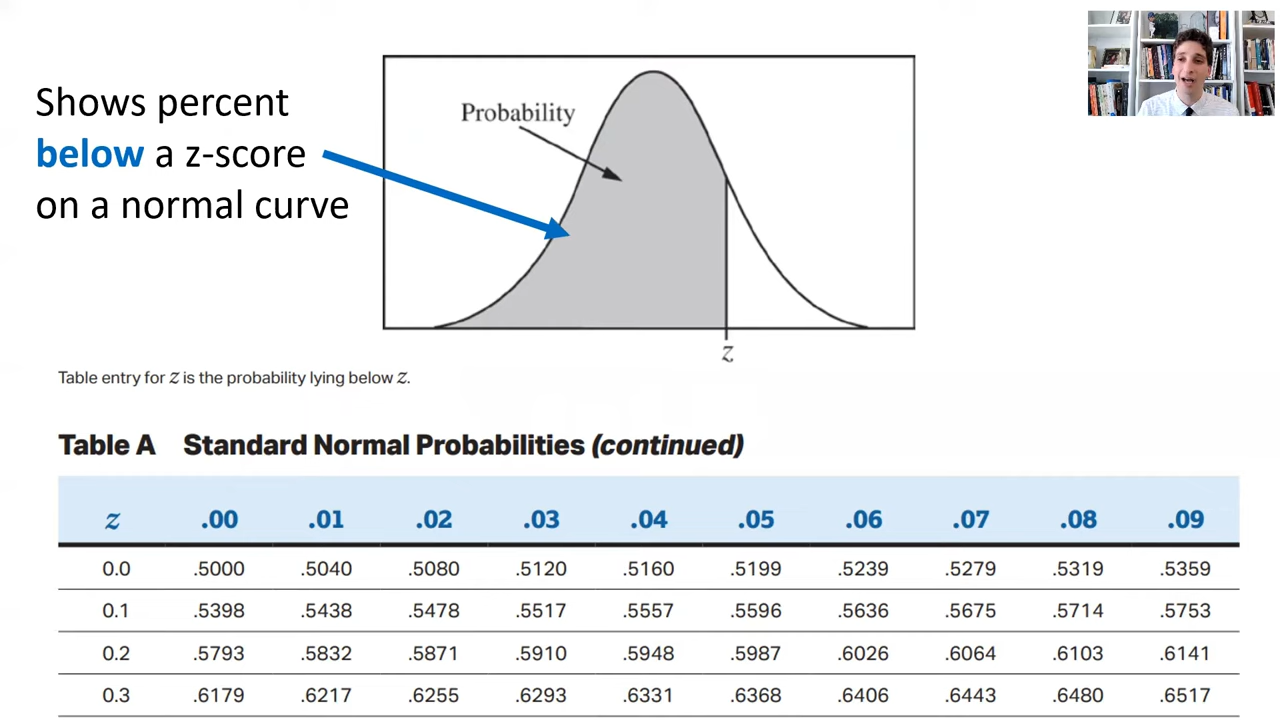 Shows percent
below a z-score
on a normal curve
Probability
z
Table entry for z is the probability lying below z.
Table A Standard Normal Probabilities (continued)
z .00 .01 .02 .03 .04 .05 .06 .07 .08 .09
0.0 .5000 .5040 .5080 .5120 .5160 .5199 .5239 .5279 .5319 .5359
0.1 .5398 .5438 .5478 .5517 .5557 .5596 .5636 .5675 .5714 .5753
0.2 .5793 .5832 .5871 .5910 .5948 .5987 .6026 .6064 .6103 .6141
0.3 .6179 .6217 .6255 .6293 .6331 .6368 .6406 .6443 .6480 .6517